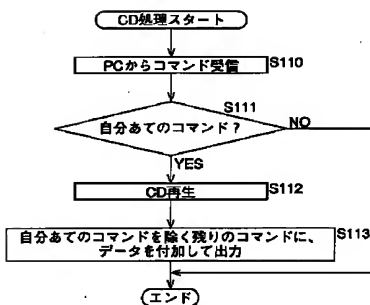 CD処理スタート
PCからコマンド受信
S110
S111
自分あてのコマンド?
NO
YES
CD再生
S112
自分あてのコマンドを除く残りのコマンドに、
データを付加して出力
S113
エンド